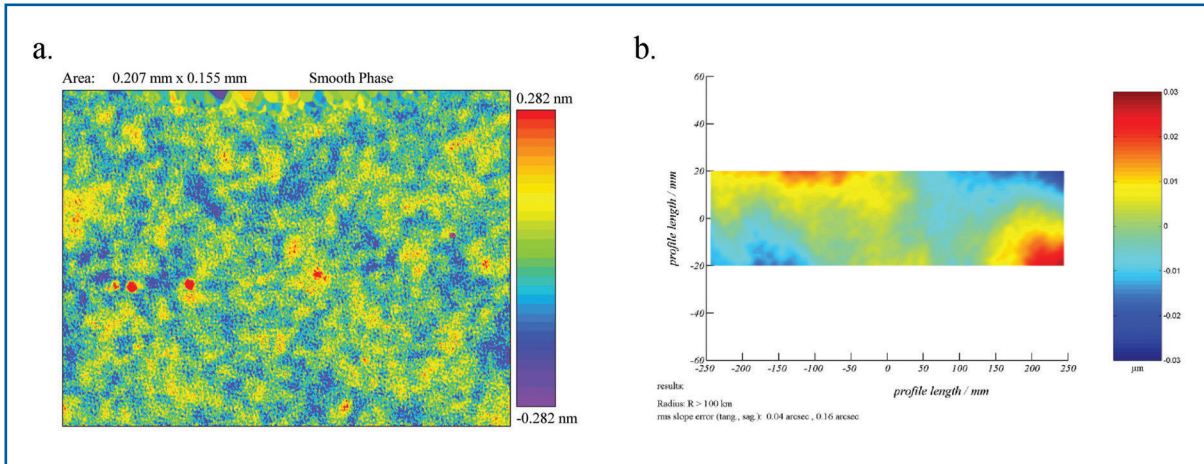 a.
Area: 0.207 mm x 0.155 mm Smooth Phase
0.282 nm
-0.282 nm
b.
60
40
20
0
-20
-40
-60
profile length / mm
-250 -200 -150 -100 -50 0 50 100 150 200 250
profile length / mm
0.03
0.02
0.01
0
-0.01
-0.02
-0.03
μm
results:
Radius: R > 100 km
rms slope error (tang., sag.): 0.04 arcsec , 0.16 arcsec